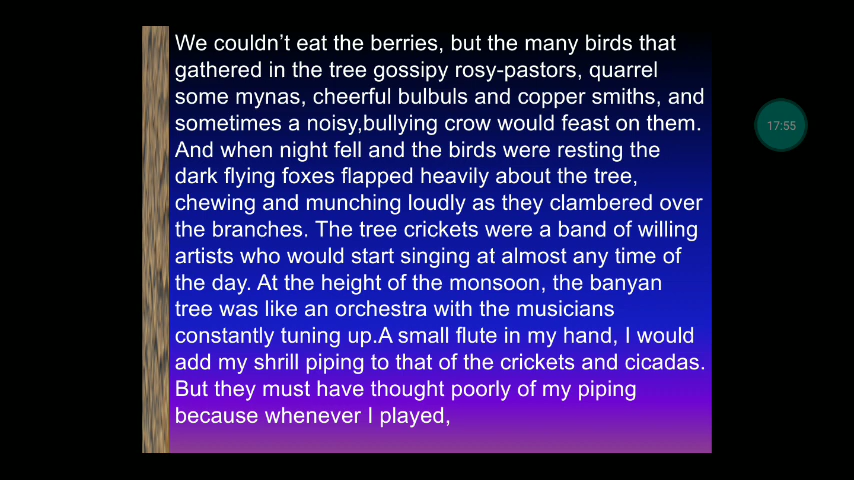 We couldn’t eat the berries, but the many birds that
gathered in the tree gossipy rosy-pastors, quarrel
some mynas, cheerful bulbuls and copper smiths, and
sometimes a noisy,bullying crow would feast on them.
And when night fell and the birds were resting the
dark flying foxes flapped heavily about the tree,
chewing and munching loudly as they clambered over
the branches. The tree crickets were a band of willing
artists who would start singing at almost any time of
the day. At the height of the monsoon, the banyan
tree was like an orchestra with the musicians
constantly tuning up.A small flute in my hand, I would
add my shrill piping to that of the crickets and cicadas.
But they must have thought poorly of my piping
because whenever I played,
17:55